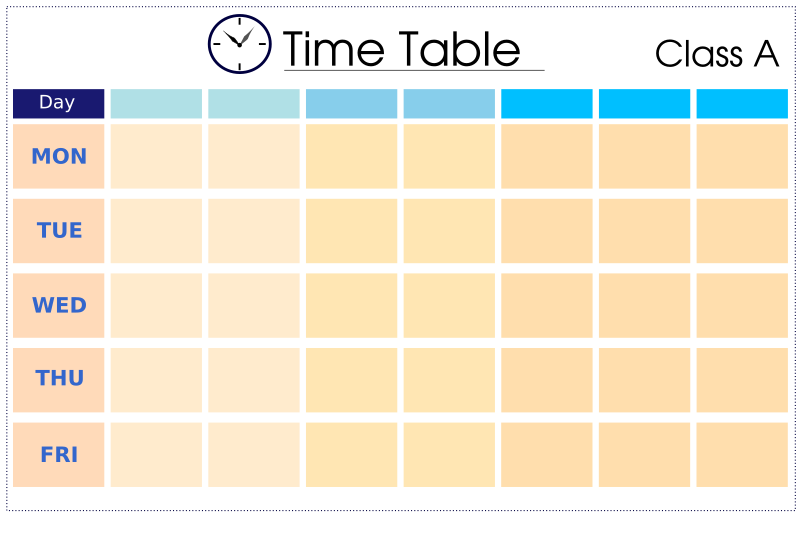 Time Table
Class A
Day
MON
TUE
WED
THU
FRI